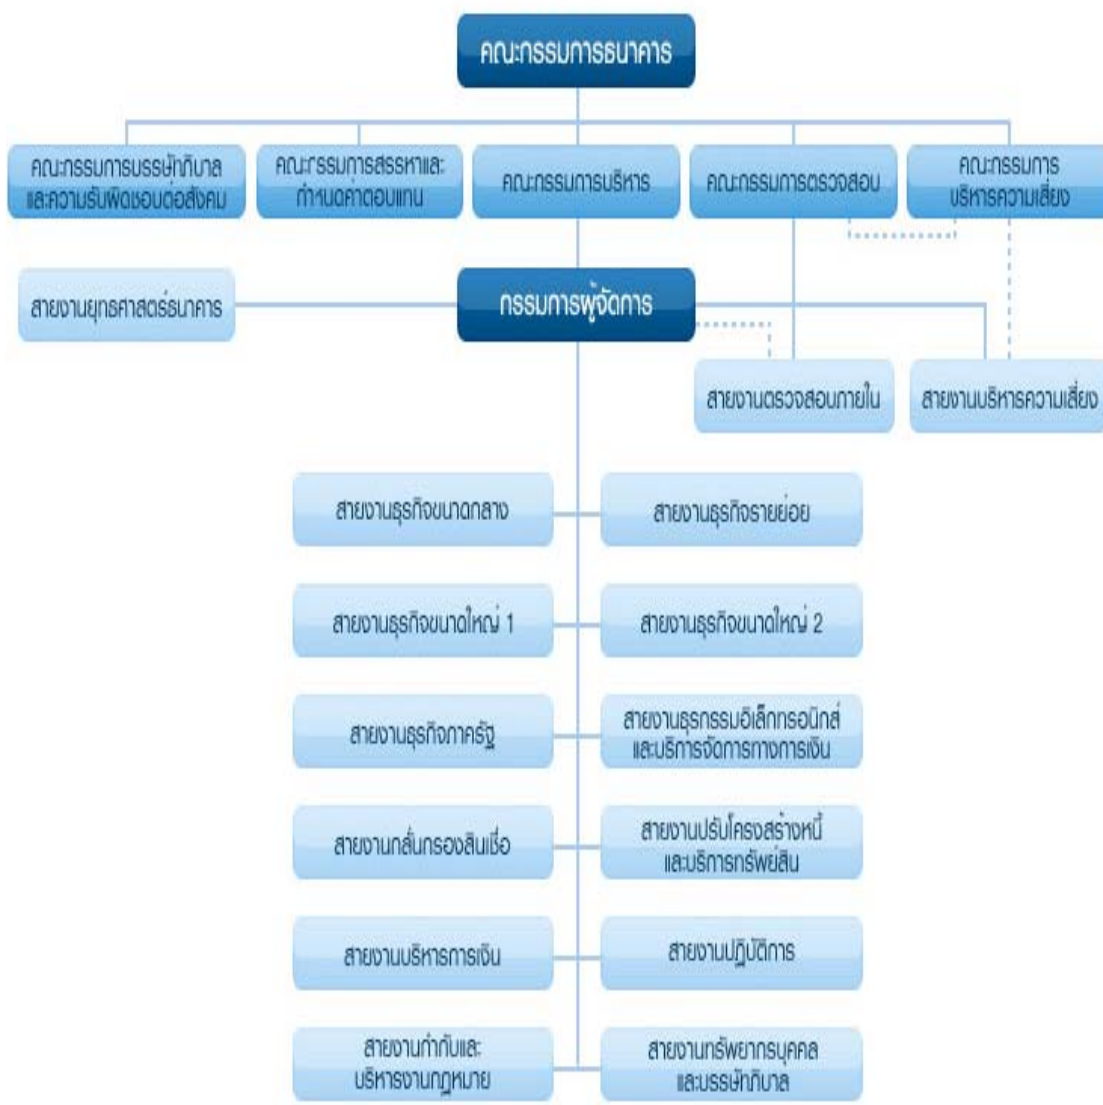 คณะกรรมการธนาคาร
คณะกรรมการบรรษัทภิบาล
และความรับผิดชอบต่อสังคม
คณะกรรมการสรรหาและ
กำหนดค่าตอบแทน
คณะกรรมการบริหาร
คณะกรรมการตรวจสอบ
คณะกรรมการ
บริหารความเสี่ยง
สายงานยุทธศาสตร์ธนาคาร
กรรมการผู้จัดการ
สายงานตรวจสอบภายใน
สายงานบริหารความเสี่ยง
สายงานธุรกิจขนาดกลาง
สายงานธุรกิจรายย่อย
สายงานธุรกิจขนาดใหญ่ 1
สายงานธุรกิจขนาดใหญ่ 2
สายงานธุรกิจภาครัฐ
สายงานธุรกรรมอิเล็กทรอนิกส์
และบริการจัดการทางการเงิน
สายงานกลั่นกรองสินเชื่อ
สายงานปรับโครงสร้างหนี้
และบริการทรัพย์สิน
สายงานบริหารการเงิน
สายงานปฏิบัติการ
สายงานกำกับและ
บริหารงานกฎหมาย
สายงานทรัพยากรบุคคล
และบรรษัทภิบาล